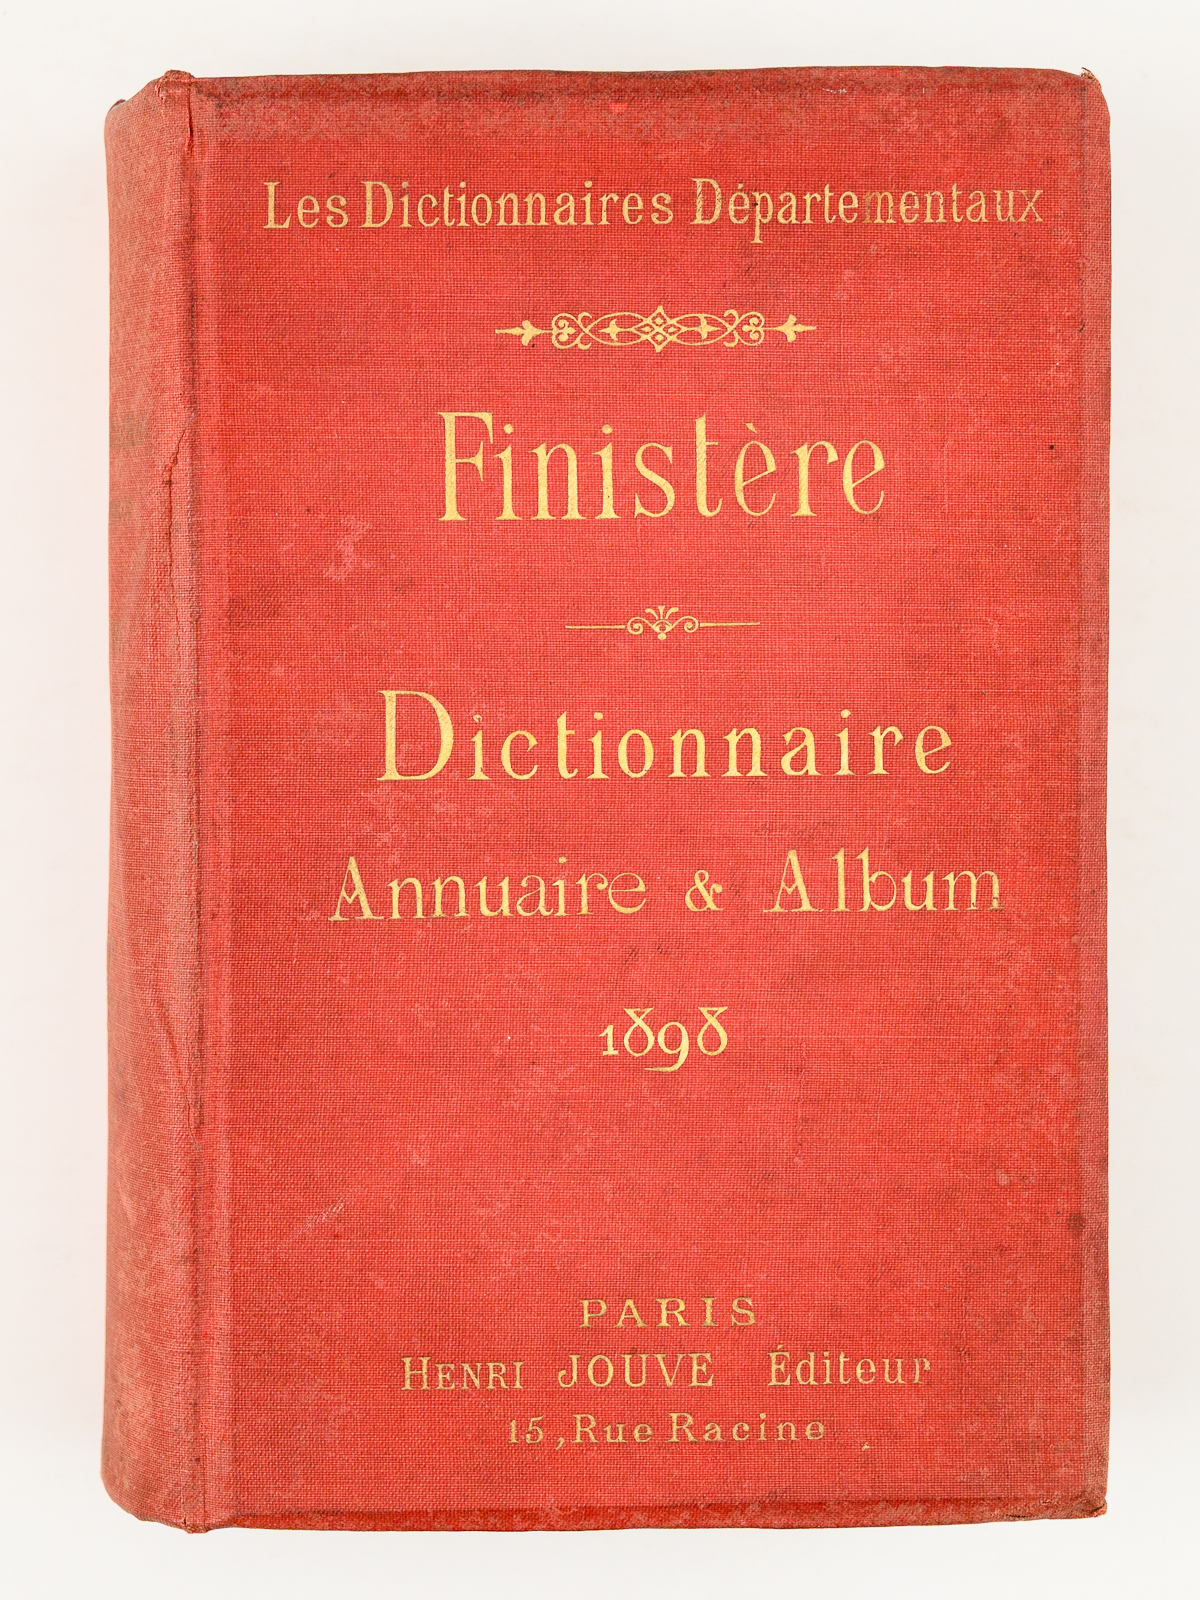 Les Dictionnaires Départementaux
Finistère
Dictionnaire
Annuaire & Album
1898
PARIS
HENRI JOUVE Éditeur
15, Rue Racine